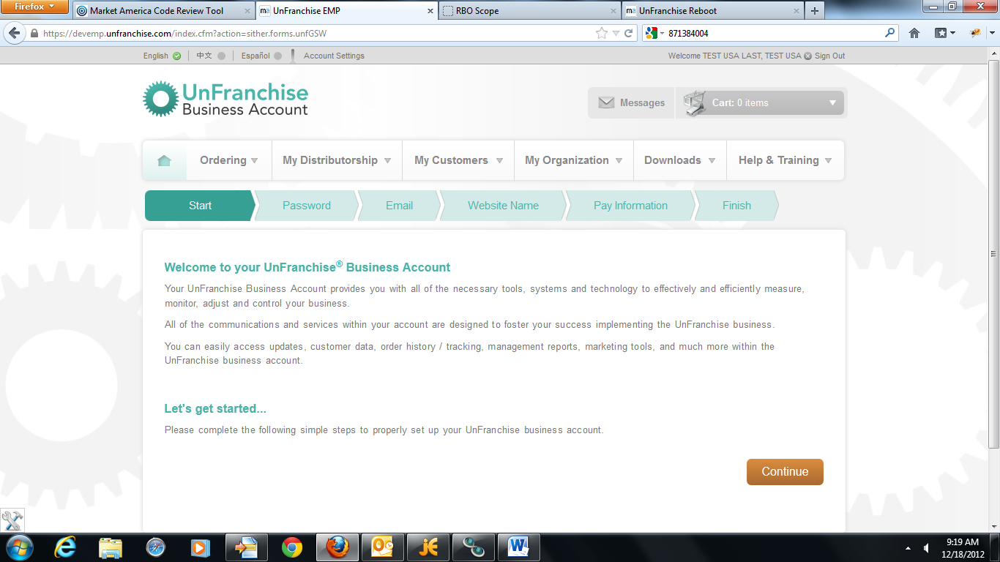 Firefox
Market America Code Review Tool
ma UnFranchise EMP
RBO Scope
ma UnFranchise Reboot
https://devemp.unfranchise.com/index.cfm?action=sither.forms.unfGSW
871384004
English 中文 Español Account Settings
Welcome TEST USA LAST, TEST USA Sign Out
UnFranchise
Business Account
Messages
Cart: 0 items
Ordering My Distributorship My Customers My Organization Downloads Help & Training
Start Password Email Website Name Pay Information Finish
Welcome to your UnFranchise® Business Account
Your UnFranchise Business Account provides you with all of the necessary tools, systems and technology to effectively and efficiently measure,
monitor, adjust and control your business.
All of the communications and services within your account are designed to foster your success implementing the UnFranchise business.
You can easily access updates, customer data, order history / tracking, management reports, marketing tools, and much more within the
UnFranchise business account.
Let's get started...
Please complete the following simple steps to properly set up your UnFranchise business account.
Continue
9:19 AM
12/18/2012